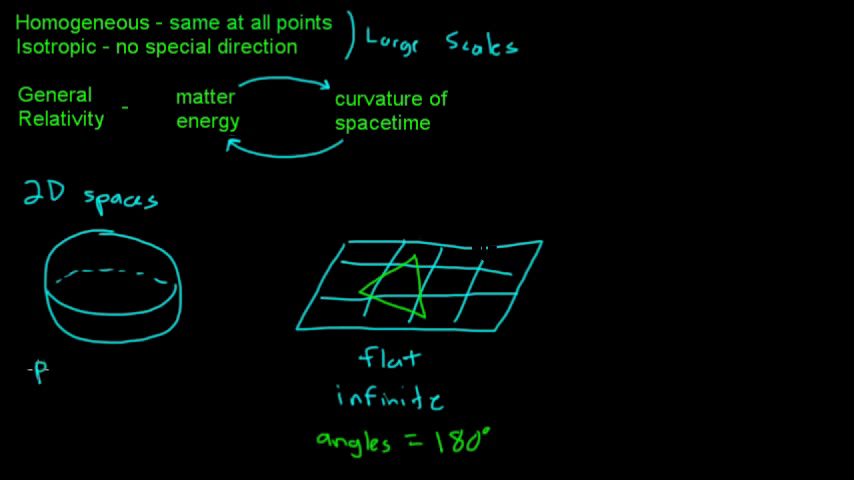 Homogeneous - same at all points
Isotropic - no special direction
Large Scales
General Relativity - matter energy
curvature of spacetime
2D spaces
-P
flat
infinite
angles = 180°